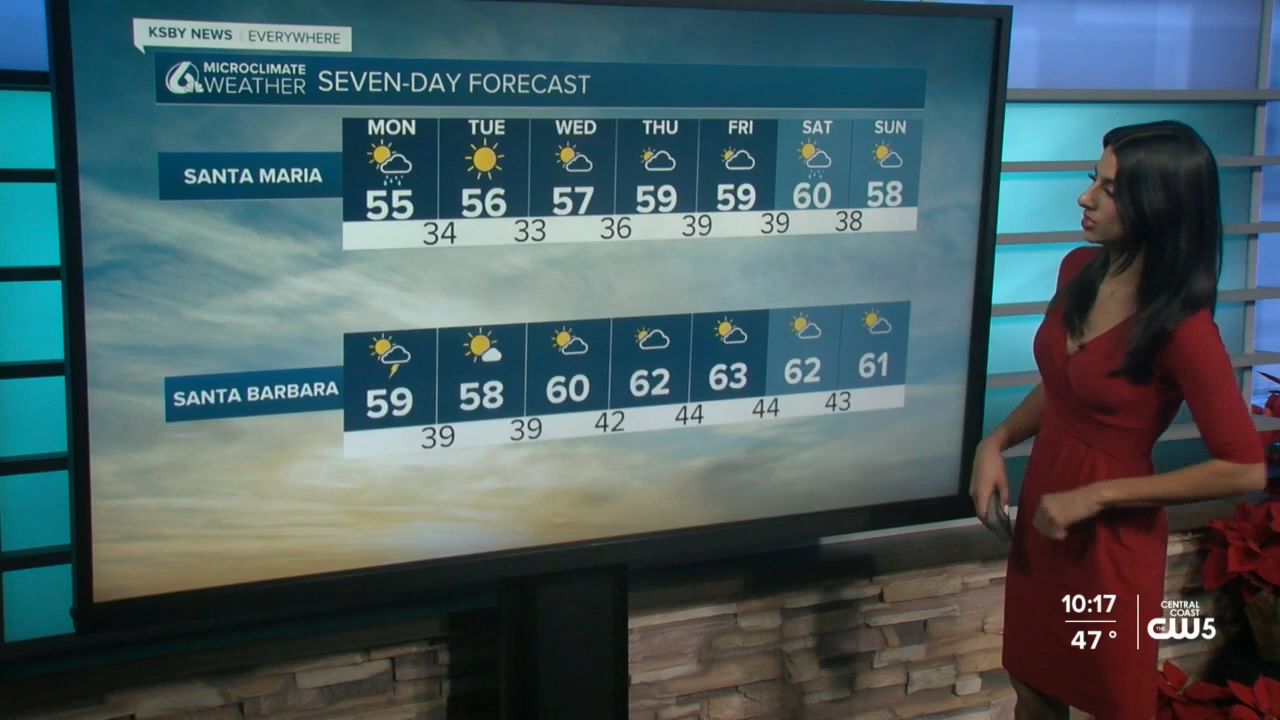 KSBY NEWS | EVERYWHERE
6 MICROCLIMATE
WEATHER SEVEN-DAY FORECAST
MON TUE WED THU FRI SAT SUN
SANTA MARIA
55 56 57 59 59 60 58
34 33 36 39 39 38
SANTA BARBARA
59 58 60 62 63 62 61
39 39 42 44 44 43
10:17
47°
CENTRAL
COAST
THE CW5